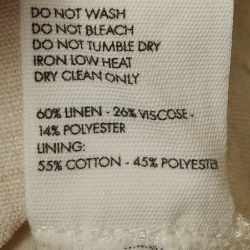 DO NOT WASH
DO NOT BLEACH
DO NOT TUMBLE DRY
IRON LOW HEAT
DRY CLEAN ONLY
60% LINEN - 26% VISCOSE -
14% POLYESTER
LINING:
55% COTTON - 45% POLYESTER